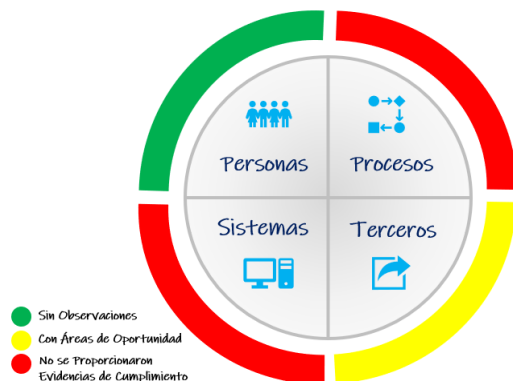 Personas
Procesos
Sistemas
Terceros
Sin Observaciones
Con Áreas de Oportunidad
No se Proporcionaron
Evidencias de Cumplimiento